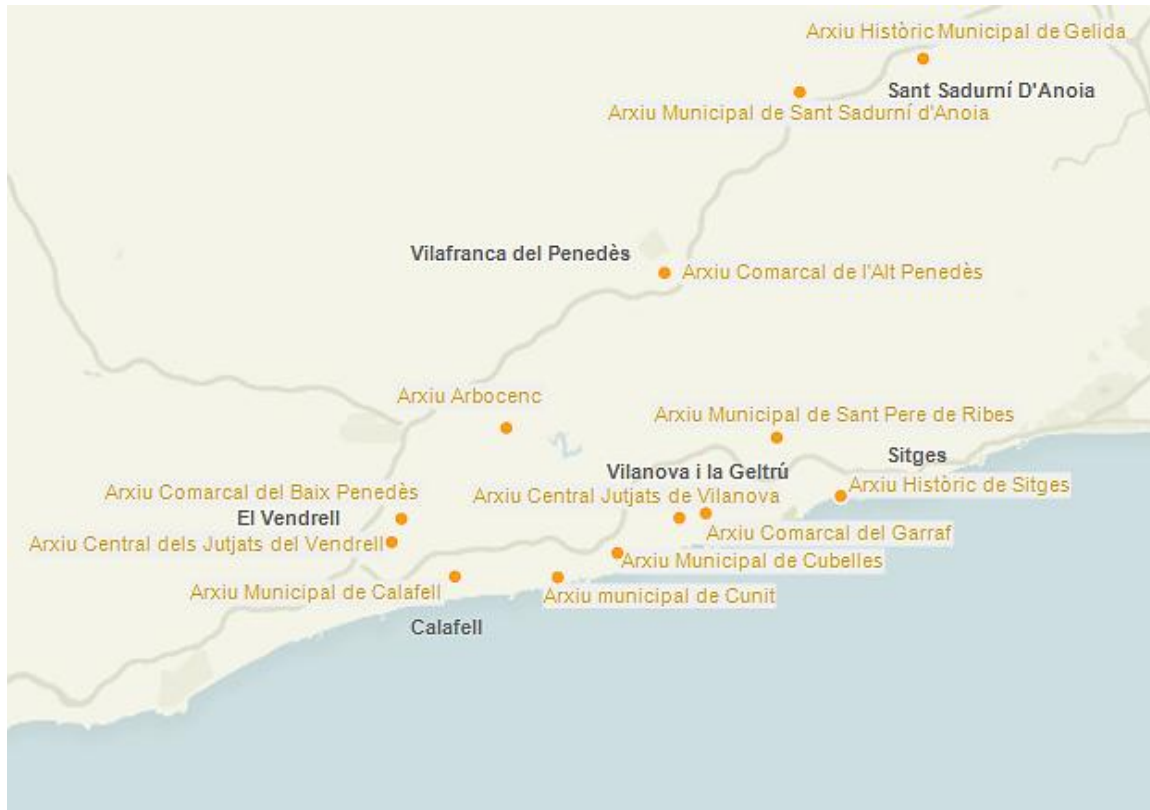 Arxiu Històric Municipal de Gelida
Sant Sadurní D'Anoia
Arxiu Municipal de Sant Sadurní d'Anoia
Vilafranca del Penedès
Arxiu Comarcal de l'Alt Penedès
Arxiu Arbocenc
Arxiu Municipal de Sant Pere de Ribes
Sitges
Vilanova i la Geltrú
Arxiu Històric de Sitges
Arxiu Comarcal del Baix Penedès
Arxiu Central Jutjats de Vilanova
El Vendrell
Arxiu Comarcal del Garraf
Arxiu Central dels Jutjats del Vendrell
Arxiu Municipal de Cubelles
Arxiu Municipal de Calafell
Arxiu municipal de Cunit
Calafell